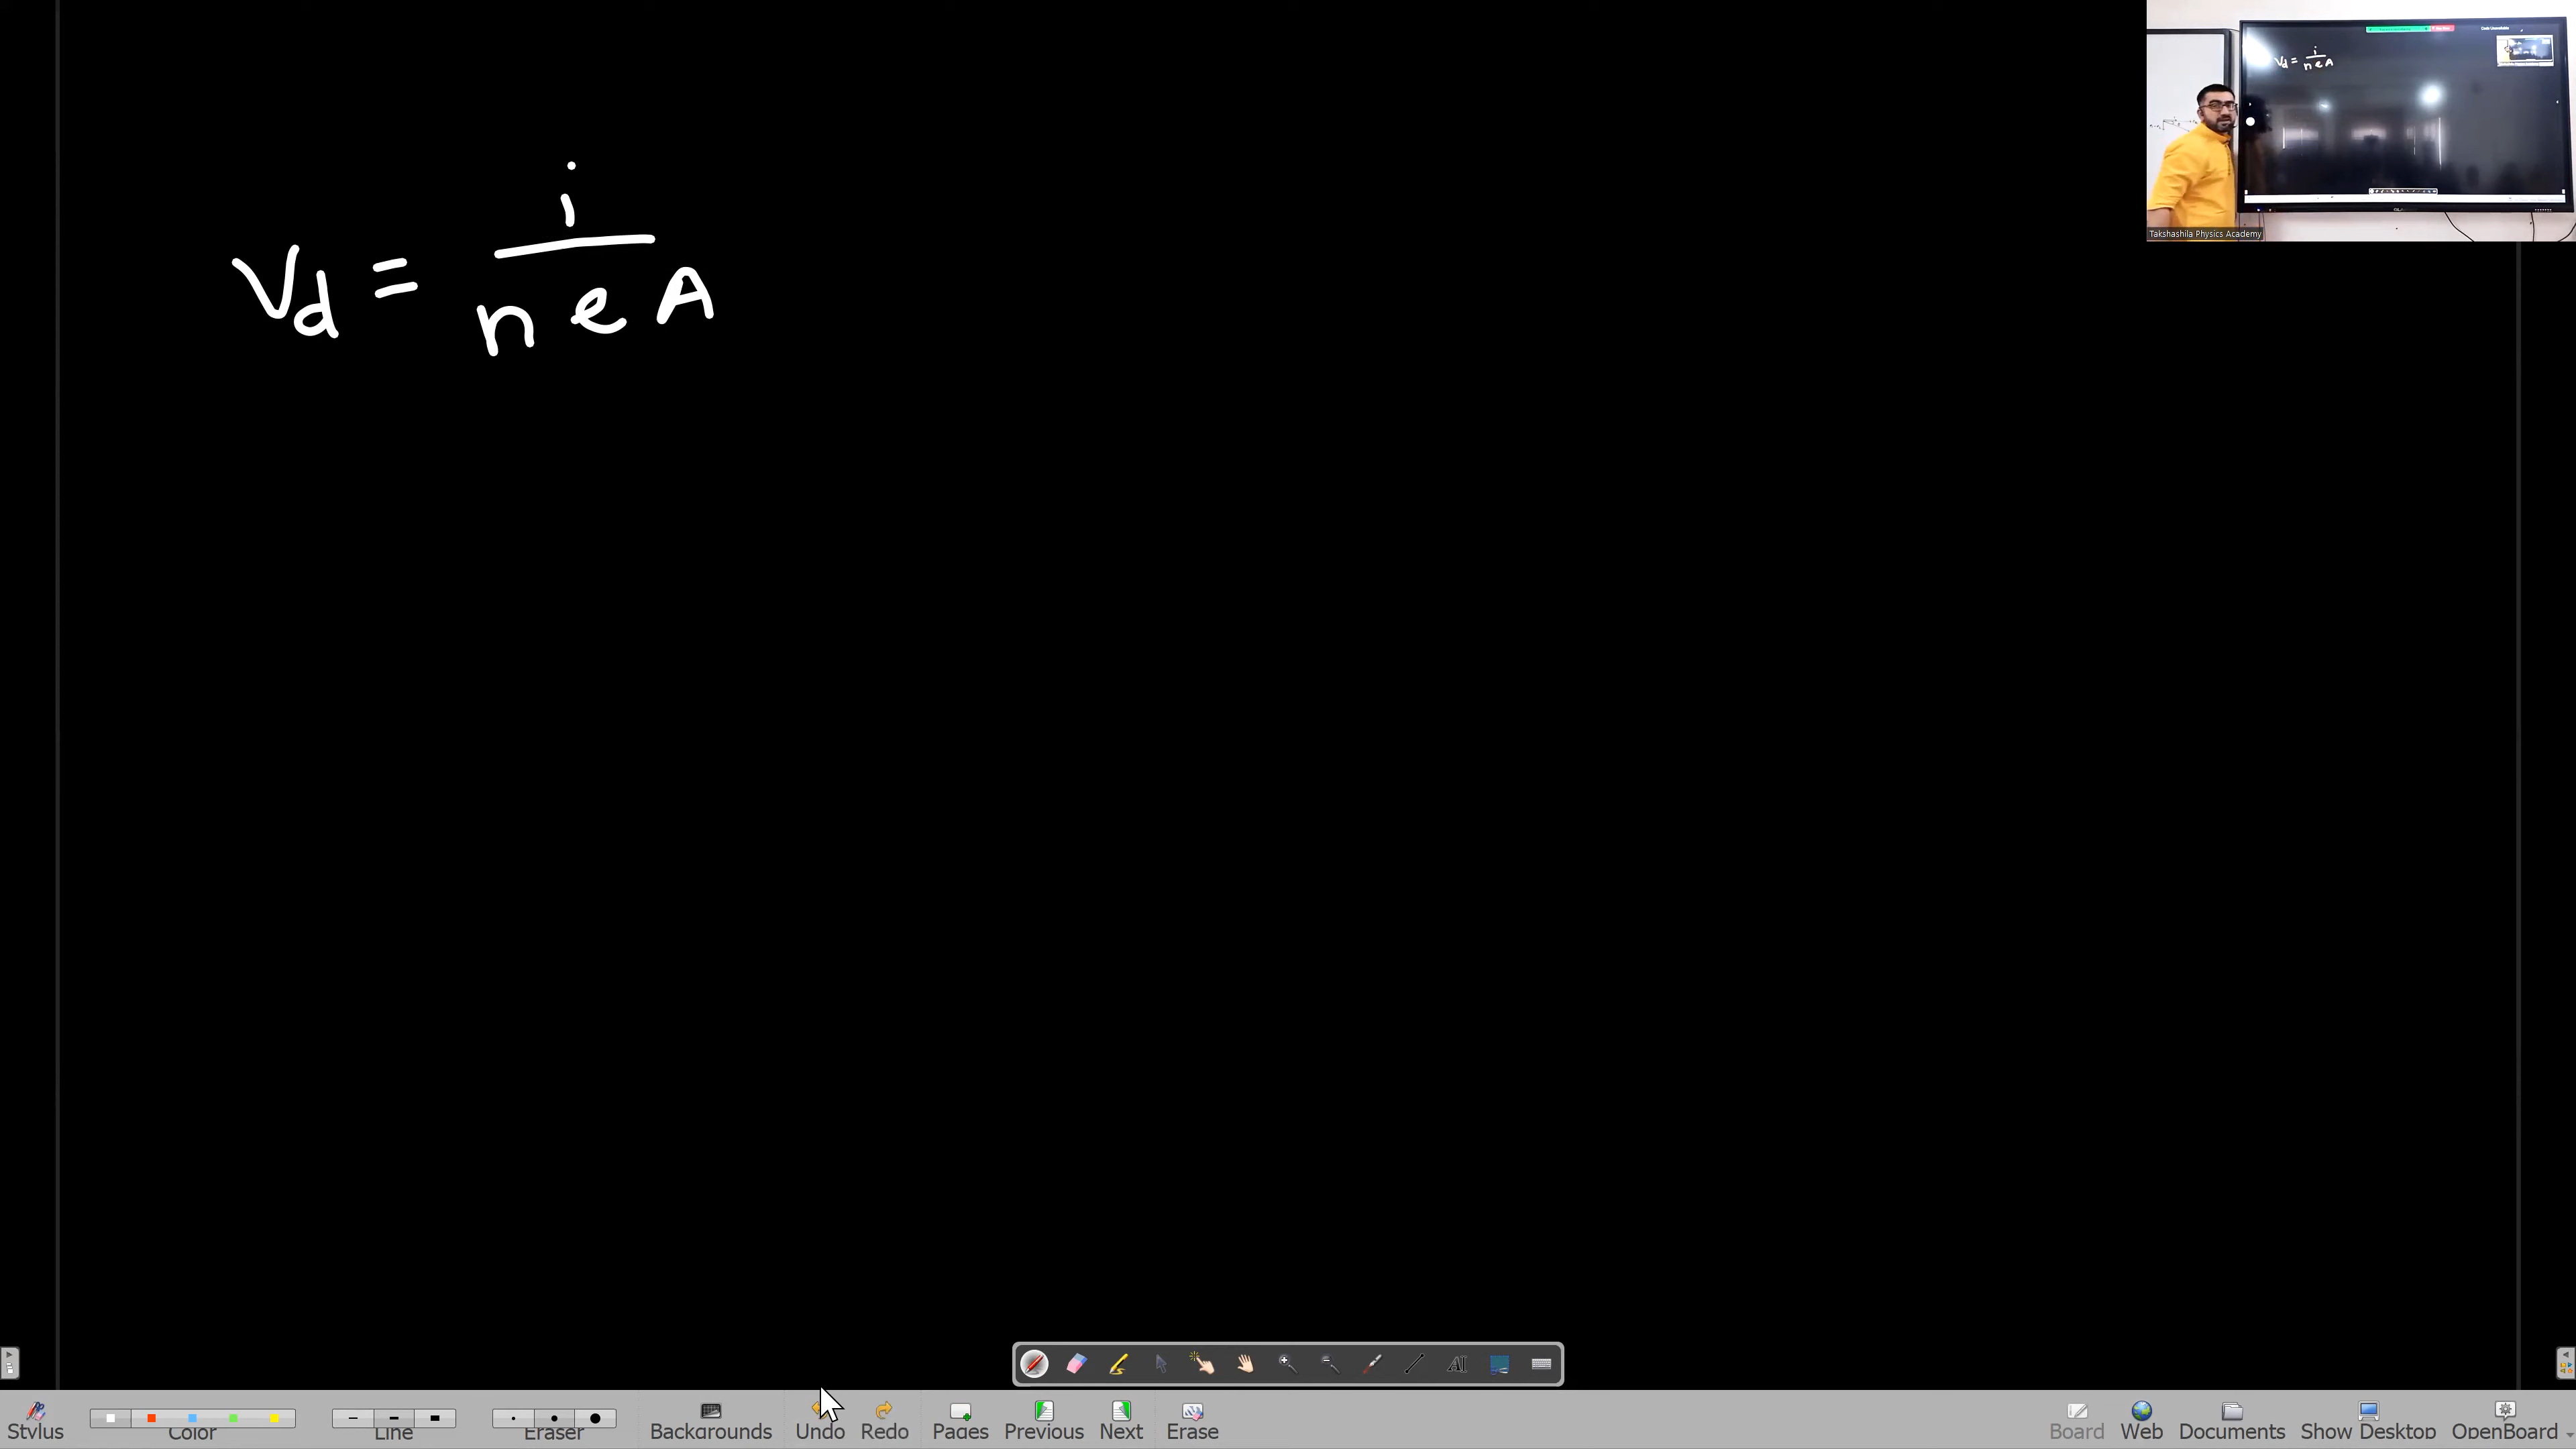 Vd = i / n e A
Takshashila Physics Academy
Stylus Color Line Eraser Backgrounds Undo Redo Pages Previous Next Erase Board Web Documents Show Desktop OpenBoard